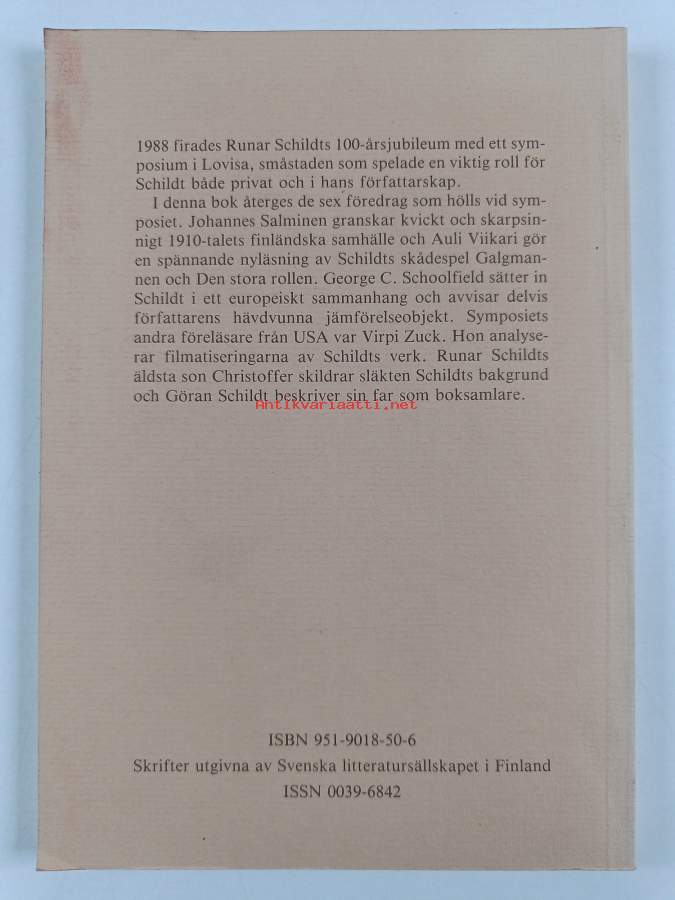 1988 firades Runar Schildts 100-årsjubileum med ett sym-
posium i Lovisa, småstaden som spelade en viktig roll för
Schildt både privat och i hans författarskap.
I denna bok återges de sex föredrag som hölls vid sym-
posiet. Johannes Salminen granskar kvickt och skarpsin-
nigt 1910-talets finländska samhälle och Auli Viikari gör
en spännande nyläsning av Schildts skådespel Galgman-
nen och Den stora rollen. George C. Schoolfield sätter in
Schildt i ett europeiskt sammanhang och avvisar delvis
författarens hävdvunna jämförelseobjekt. Symposiets
andra föreläsare från USA var Virpi Zuck. Hon analyse-
rar filmatiseringarna av Schildts verk. Runar Schildts
äldsta son Christoffer skildrar släkten Schildts bakgrund
och Göran Schildt beskriver sin far som boksamlare.
Antikvariaatti.net
ISBN 951-9018-50-6
Skrifter utgivna av Svenska litteratursällskapet i Finland
ISSN 0039-6842